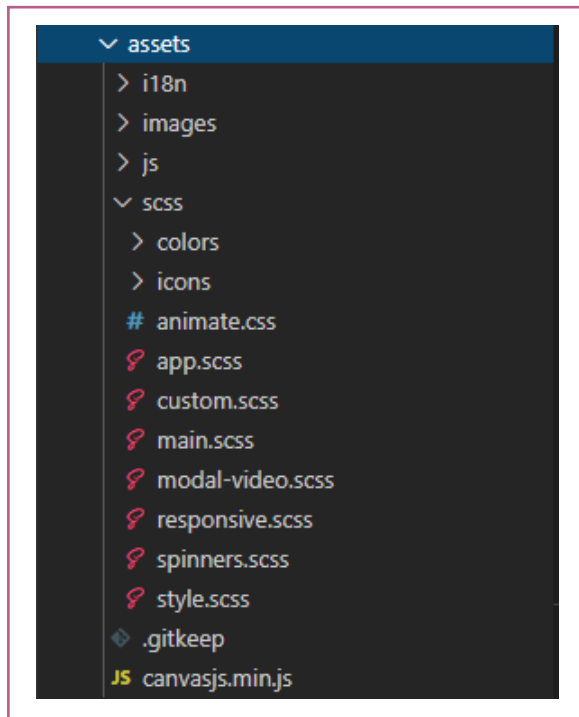 assets
i18n
images
js
scss
colors
icons
# animate.css
app.scss
custom.scss
main.scss
modal-video.scss
responsive.scss
spinners.scss
style.scss
.gitkeep
JS canvasjs.min.js